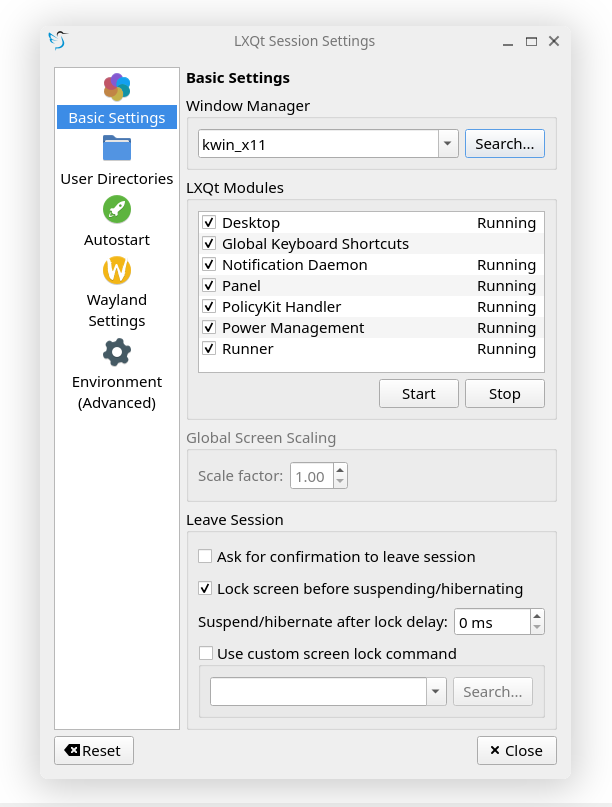 LXQt Session Settings
Basic Settings
User Directories
Autostart
Wayland
Settings
Environment
(Advanced)
Basic Settings
Window Manager
kwin_x11
Search...
LXQt Modules
Desktop Running
Global Keyboard Shortcuts
Notification Daemon Running
Panel Running
PolicyKit Handler Running
Power Management Running
Runner Running
Start Stop
Global Screen Scaling
Scale factor: 1.00
Leave Session
Ask for confirmation to leave session
Lock screen before suspending/hibernating
Suspend/hibernate after lock delay: 0 ms
Use custom screen lock command
Search...
Reset
Close